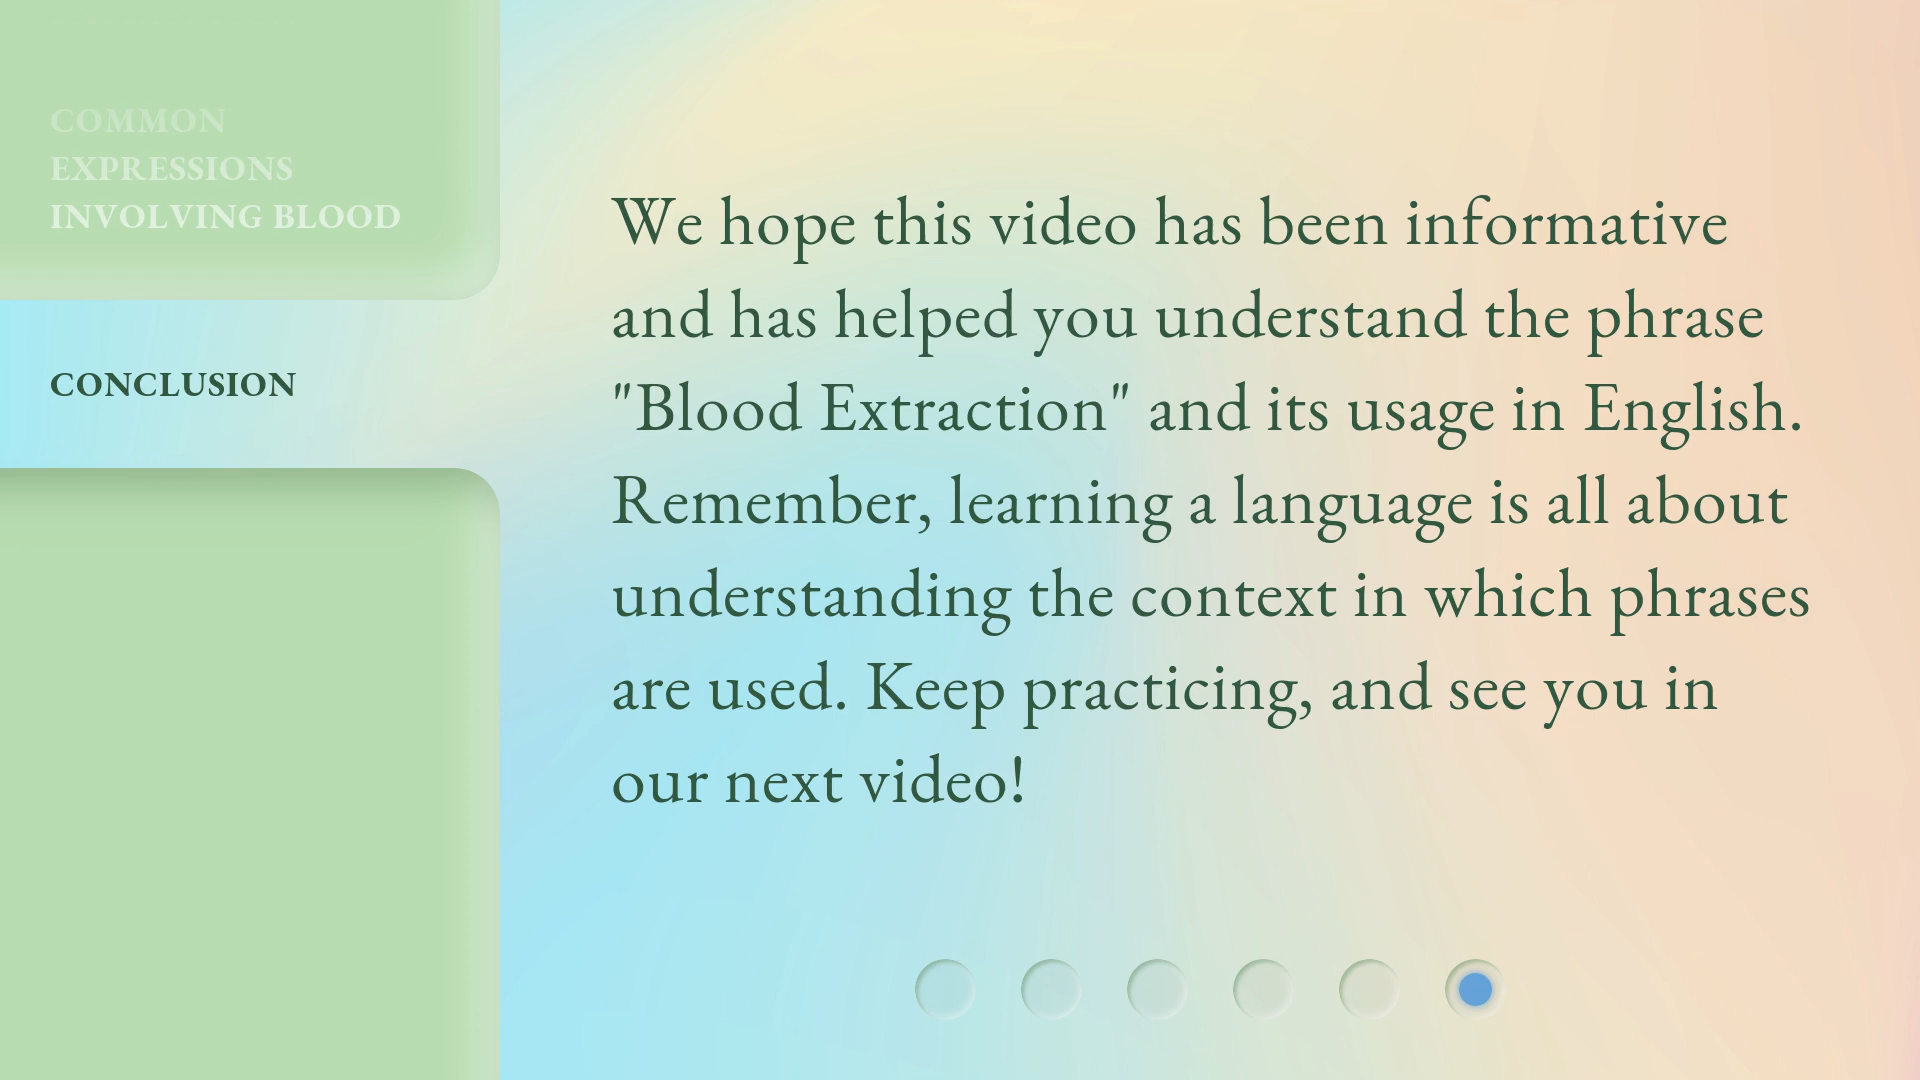 COMMON
EXPRESSIONS
INVOLVING BLOOD
CONCLUSION
We hope this video has been informative
and has helped you understand the phrase
"Blood Extraction" and its usage in English.
Remember, learning a language is all about
understanding the context in which phrases
are used. Keep practicing, and see you in
our next video!